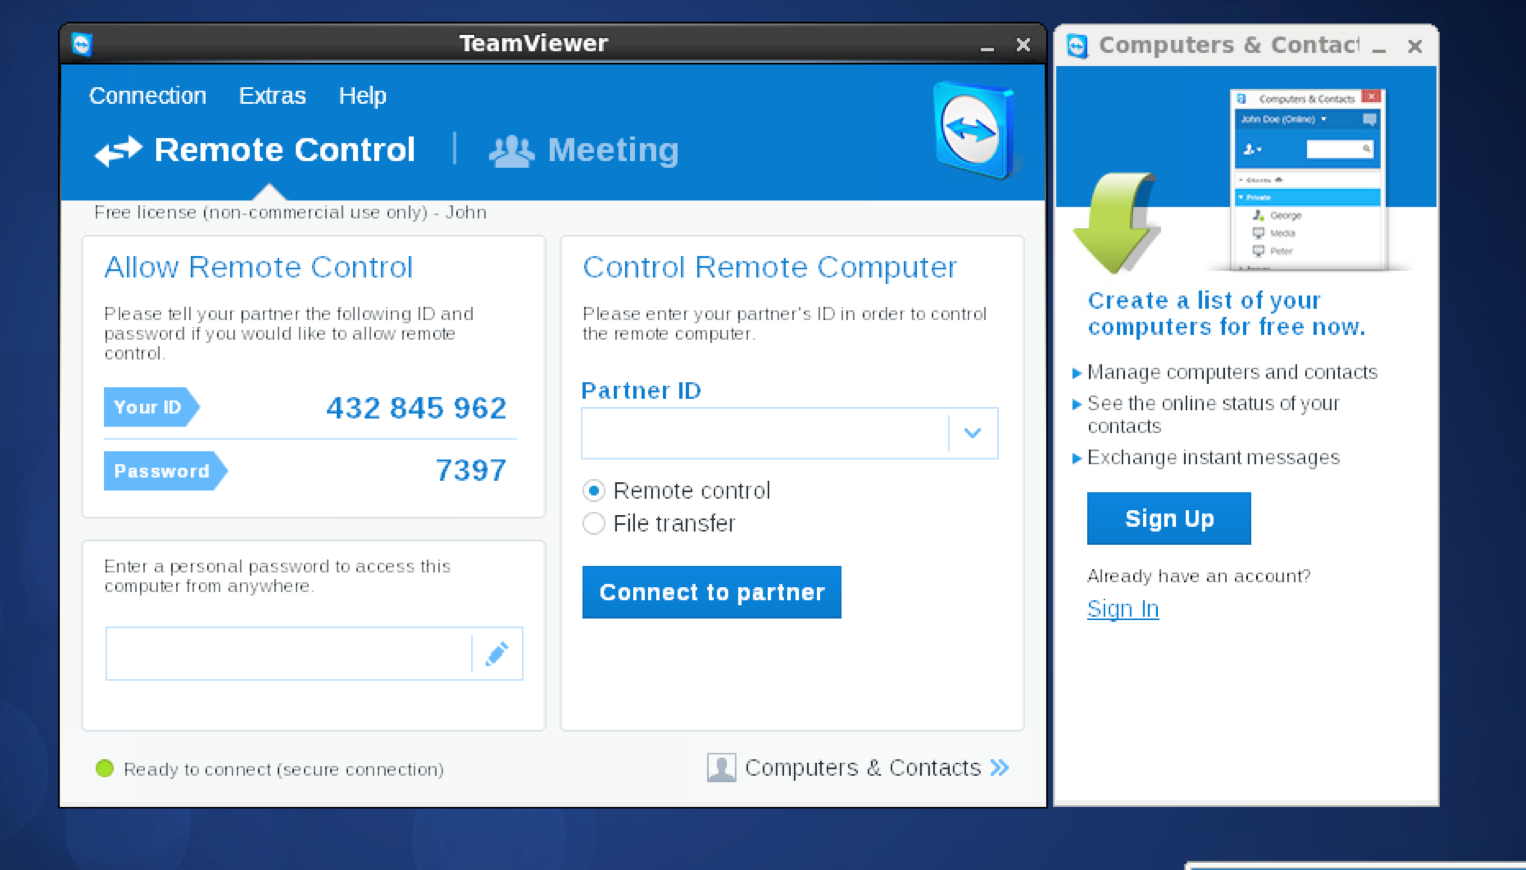 TeamViewer
Connection Extras Help
Remote Control
Meeting
Free license (non-commercial use only) - John
Allow Remote Control
Please tell your partner the following ID and
password if you would like to allow remote
control.
Your ID
432 845 962
Password
7397
Enter a personal password to access this
computer from anywhere.
Control Remote Computer
Please enter your partner's ID in order to control
the remote computer.
Partner ID
Remote control
File transfer
Connect to partner
Ready to connect (secure connection)
Computers & Contacts
Computers & Contact
Computers & Contacts
John Doe (Online)
Private
George
Media
Peter
Create a list of your
computers for free now.
Manage computers and contacts
See the online status of your
contacts
Exchange instant messages
Sign Up
Already have an account?
Sign In